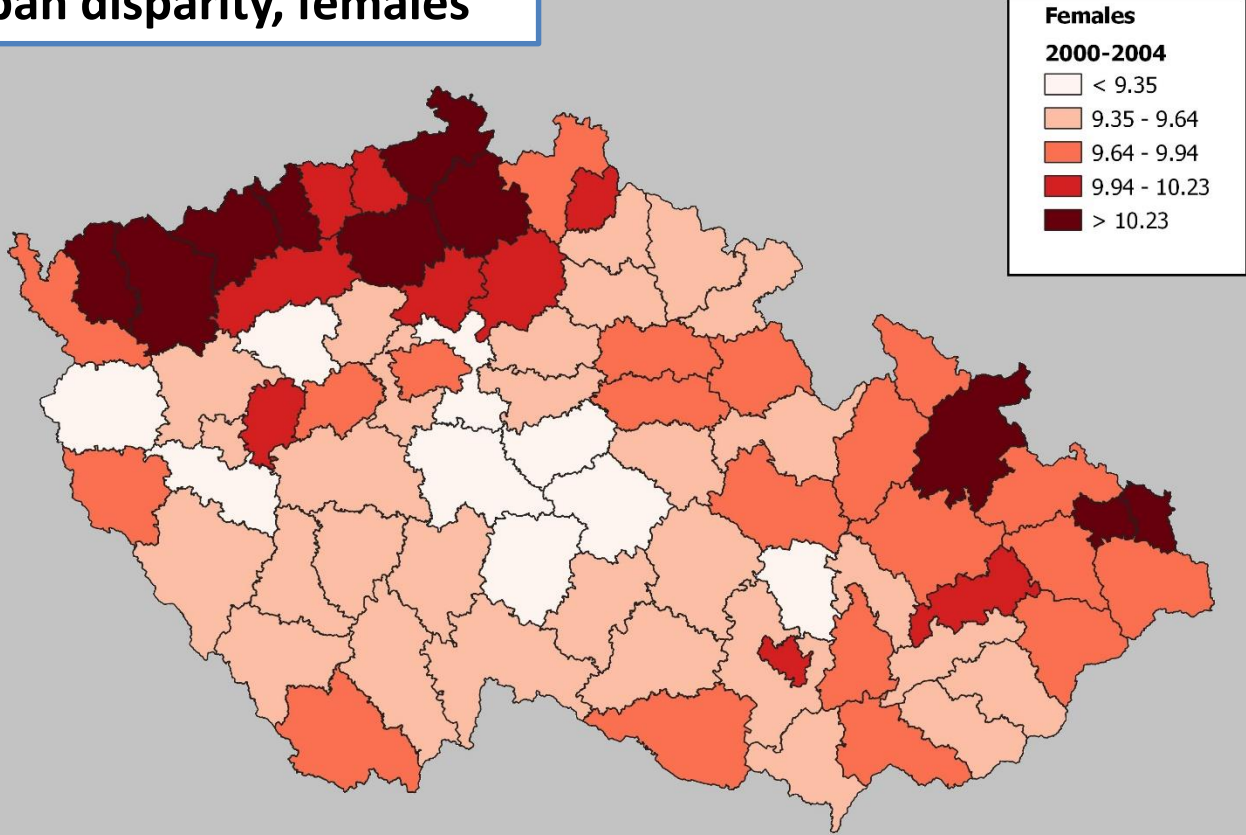 disparity, females
Females
2000-2004
< 9.35
9.35 - 9.64
9.64 - 9.94
9.94 - 10.23
> 10.23